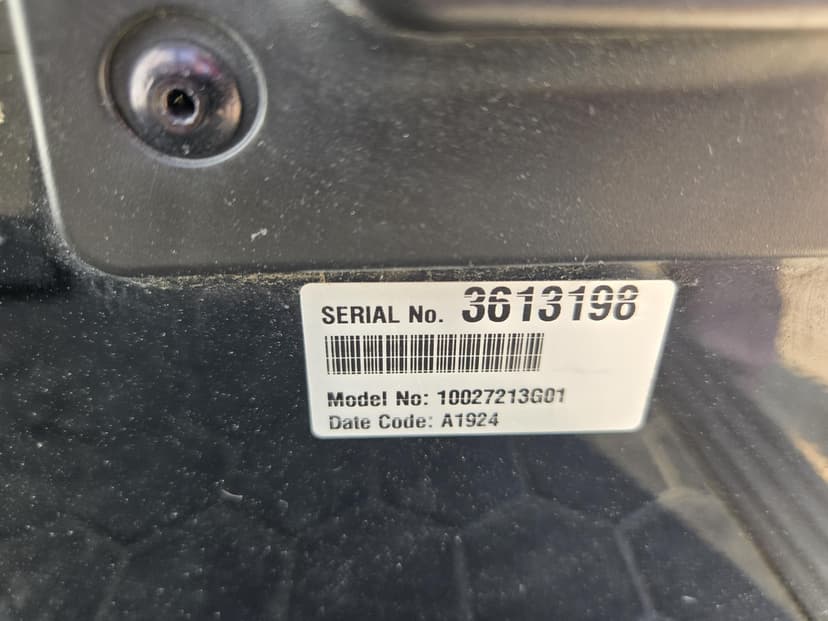 SERIAL No. 3613198
Model No: 10027213G01
Date Code: A1924